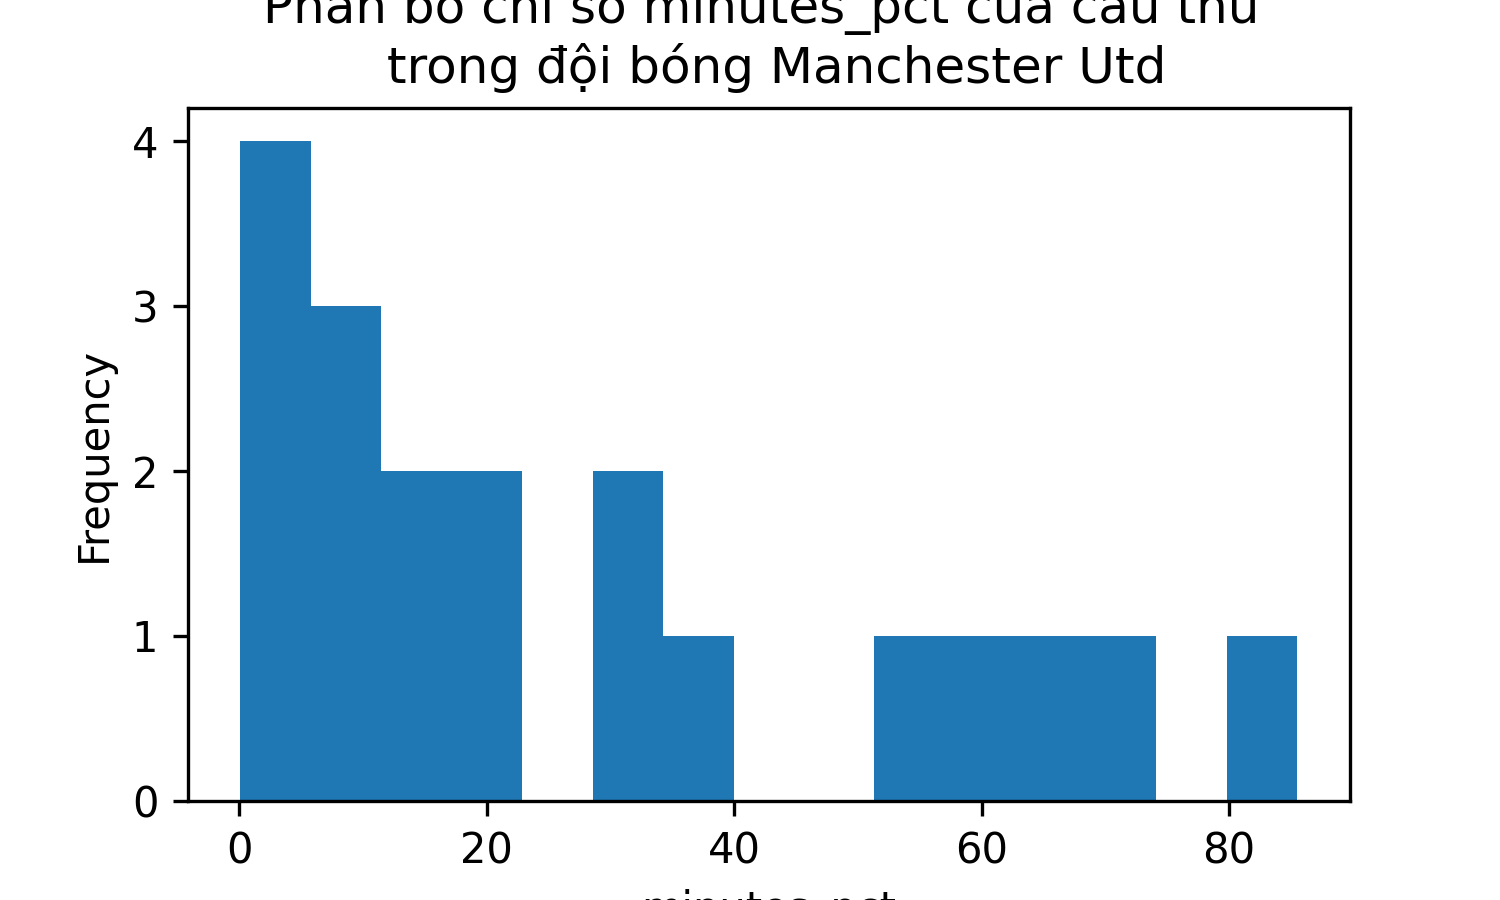 Phân bố chỉ số minutes_pct của cầu thủ
trong đội bóng Manchester Utd
Frequency
4
3
2
1
0
0 20 40 60 80
minutes_pct